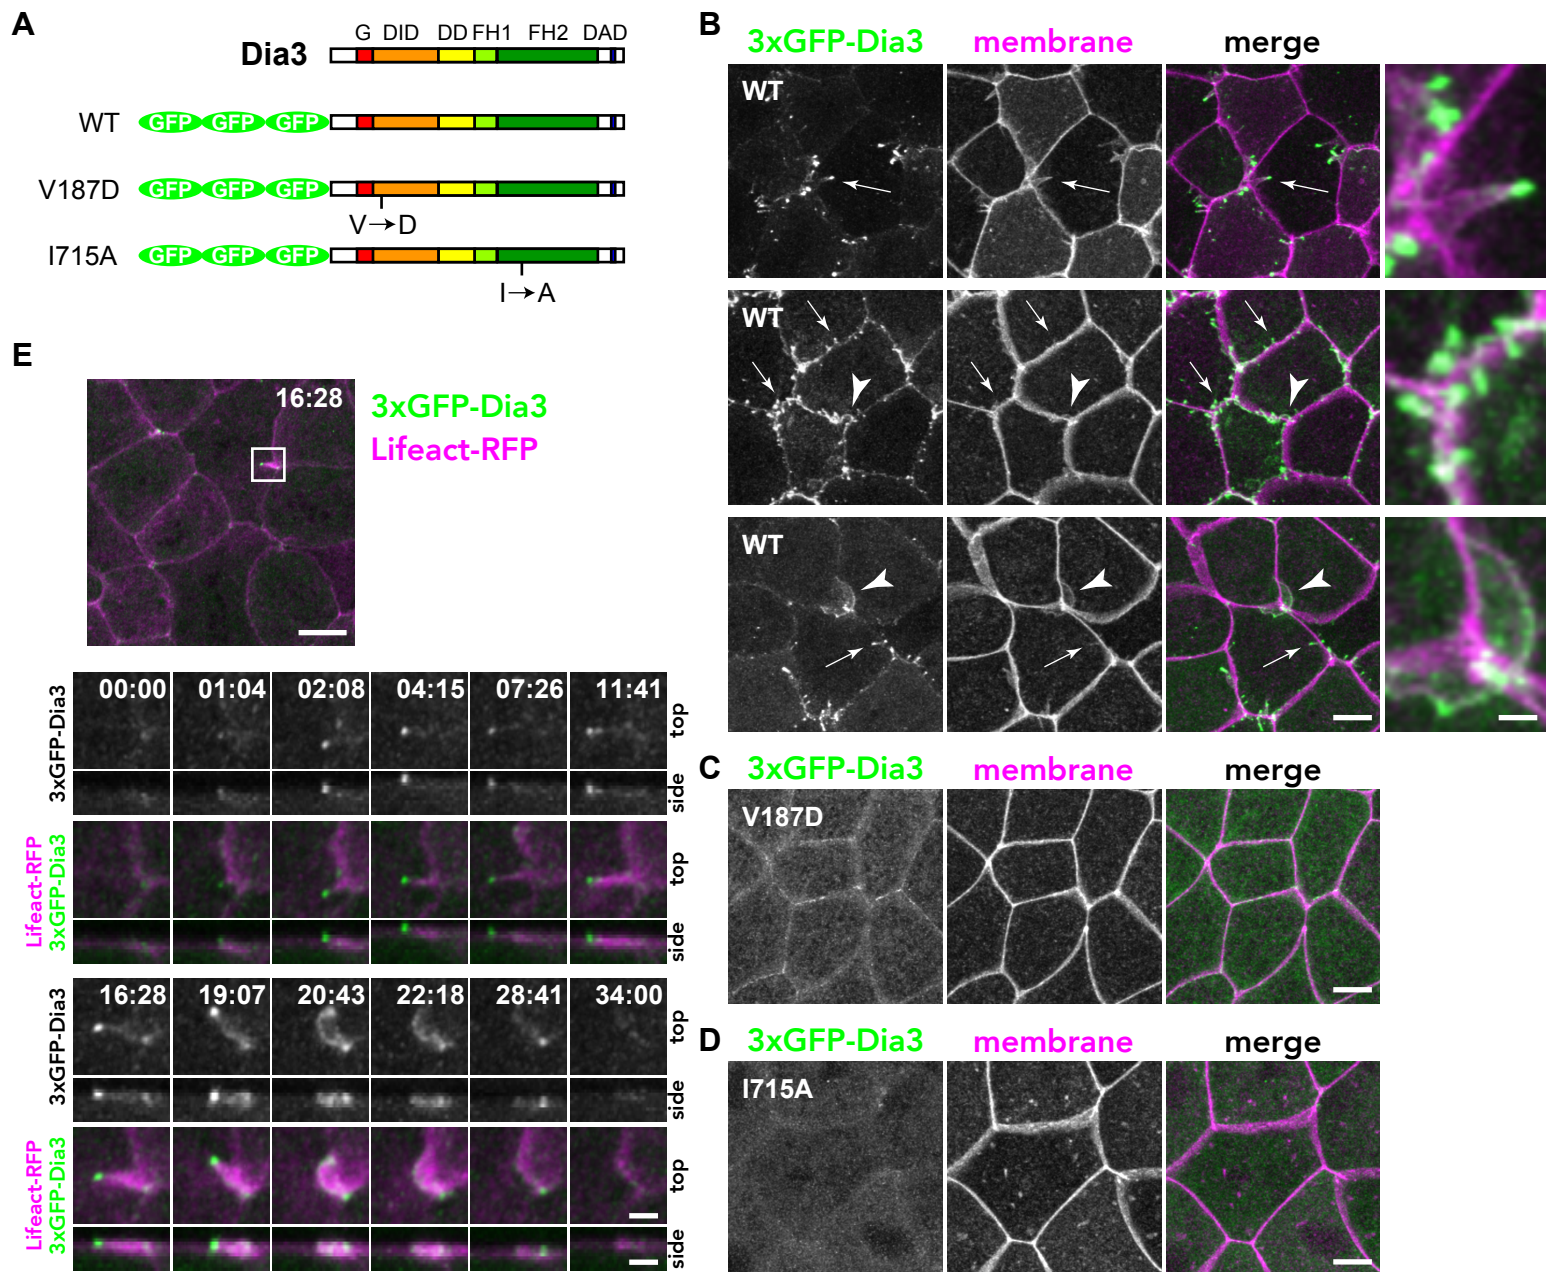 A
G DID DD FH1 FH2 DAD
Dia3
WT GFP GFP GFP
V187D GFP GFP GFP
V→D
I715A GFP GFP GFP
I→A
B
3xGFP-Dia3 membrane merge
WT
WT
WT
C
3xGFP-Dia3 membrane merge
V187D
D
3xGFP-Dia3 membrane merge
I715A
E
16:28
3xGFP-Dia3
Lifeact-RFP
3xGFP-Dia3
00:00 01:04 02:08 04:15 07:26 11:41
top
side
Lifeact-RFP
3xGFP-Dia3
top
side
3xGFP-Dia3
16:28 19:07 20:43 22:18 28:41 34:00
top
side
Lifeact-RFP
3xGFP-Dia3
top
side